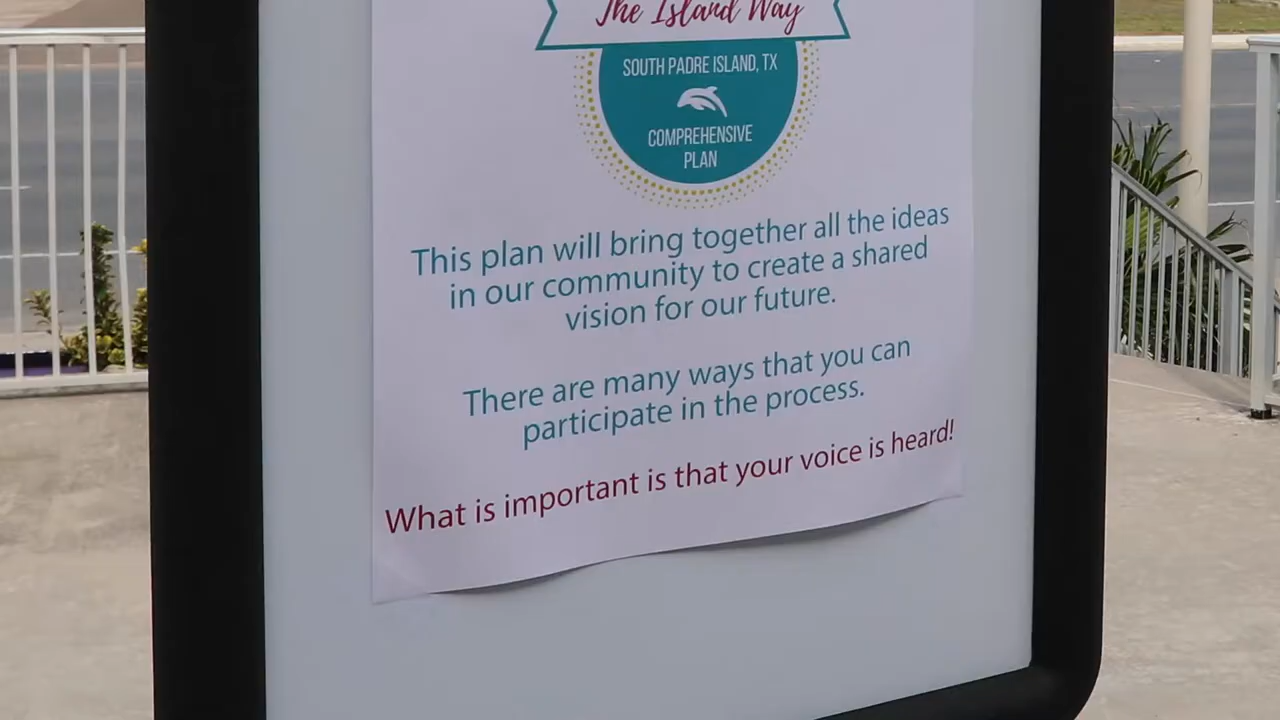 The Island Way
SOUTH PADRE ISLAND, TX
COMPREHENSIVE
PLAN
This plan will bring together all the ideas
in our community to create a shared
vision for our future.
There are many ways that you can
participate in the process.
What is important is that your voice is heard!